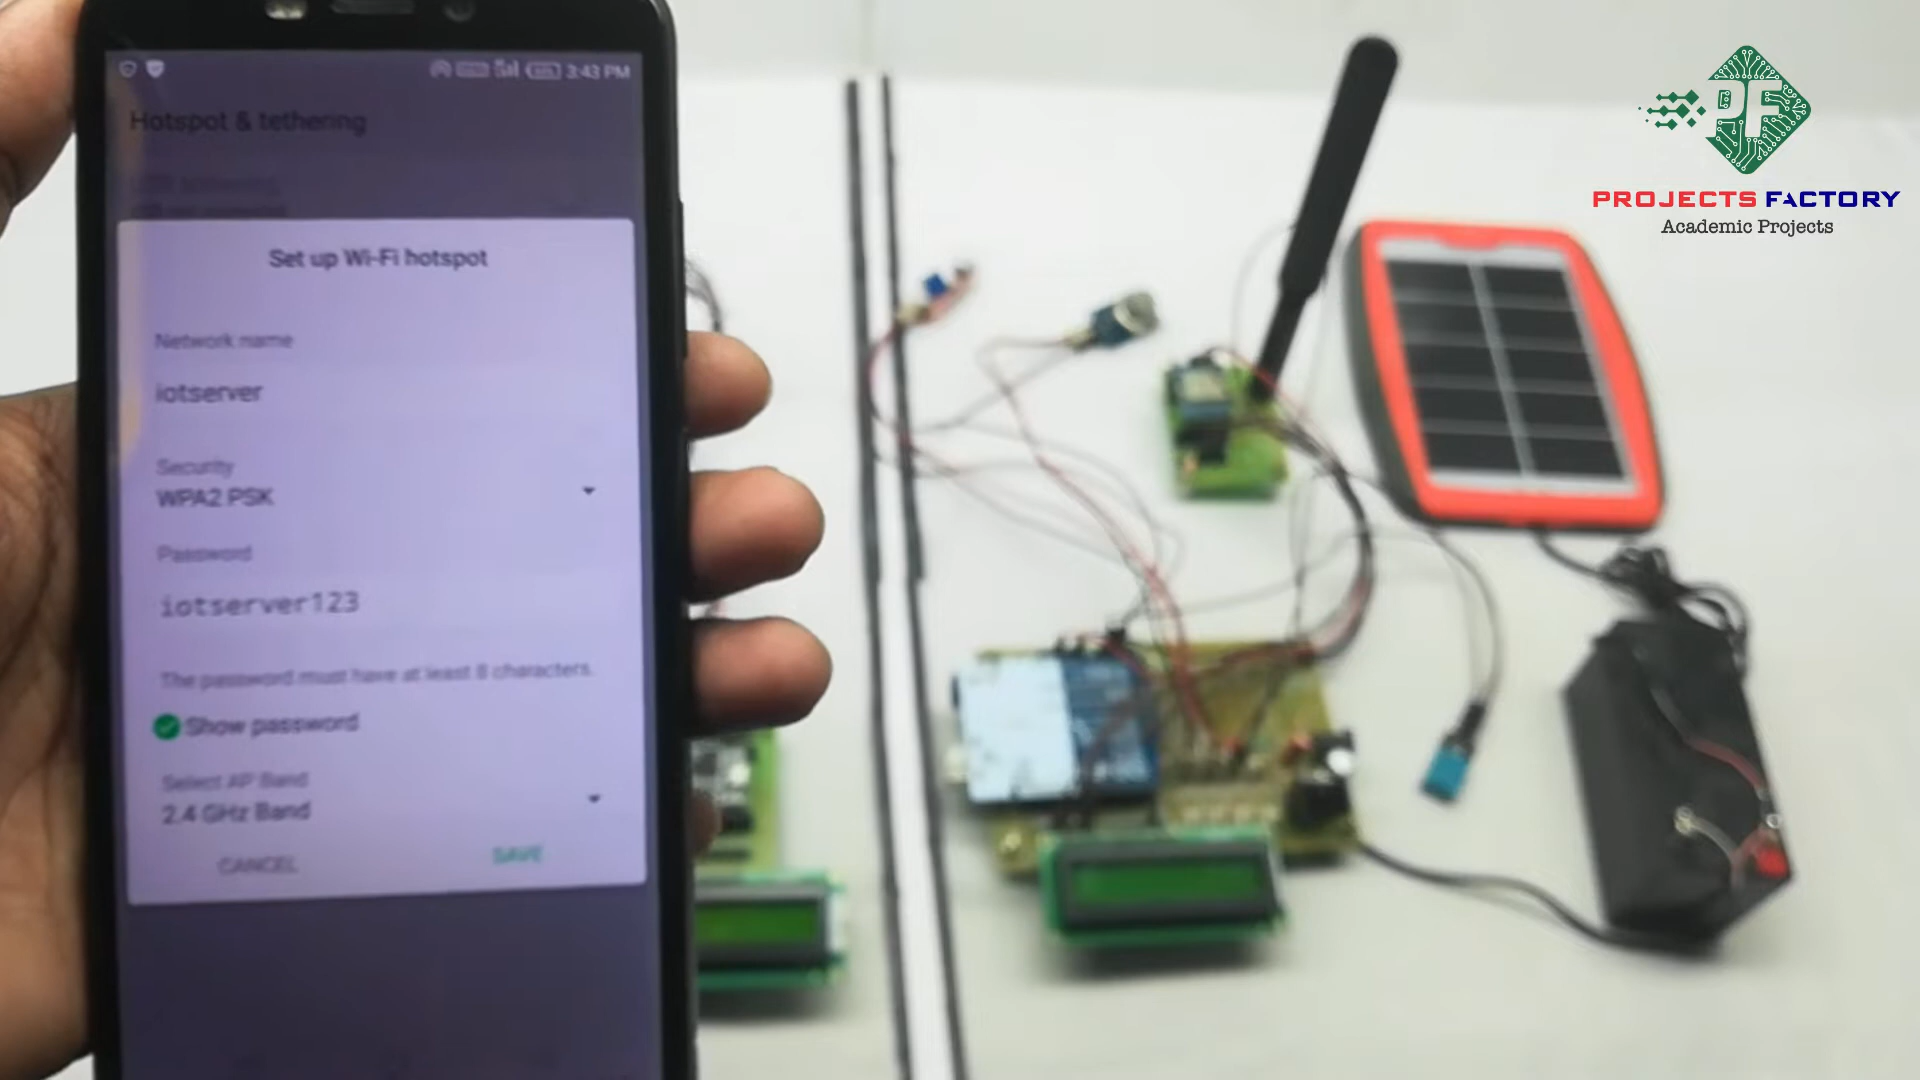 3:43 PM
Hotspot & tethering
Set up Wi-Fi hotspot
Network name
iotserver
Security
WPA2 PSK
Password
iotserver123
The password must have at least 8 characters.
Show password
Select AP Band
2.4 GHz Band
CANCEL
SAVE
PF
PROJECTS FACTORY
Academic Projects